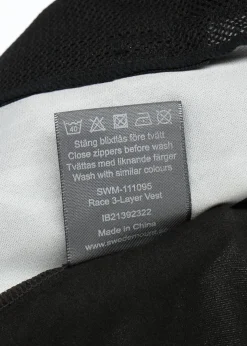 40
Stäng blixtlås före tvätt
Close zippers before wash
Tvättas med liknande färger
Wash with similar colours
SWM-111095
Race 3-Layer Vest
IB21392322
Made in China